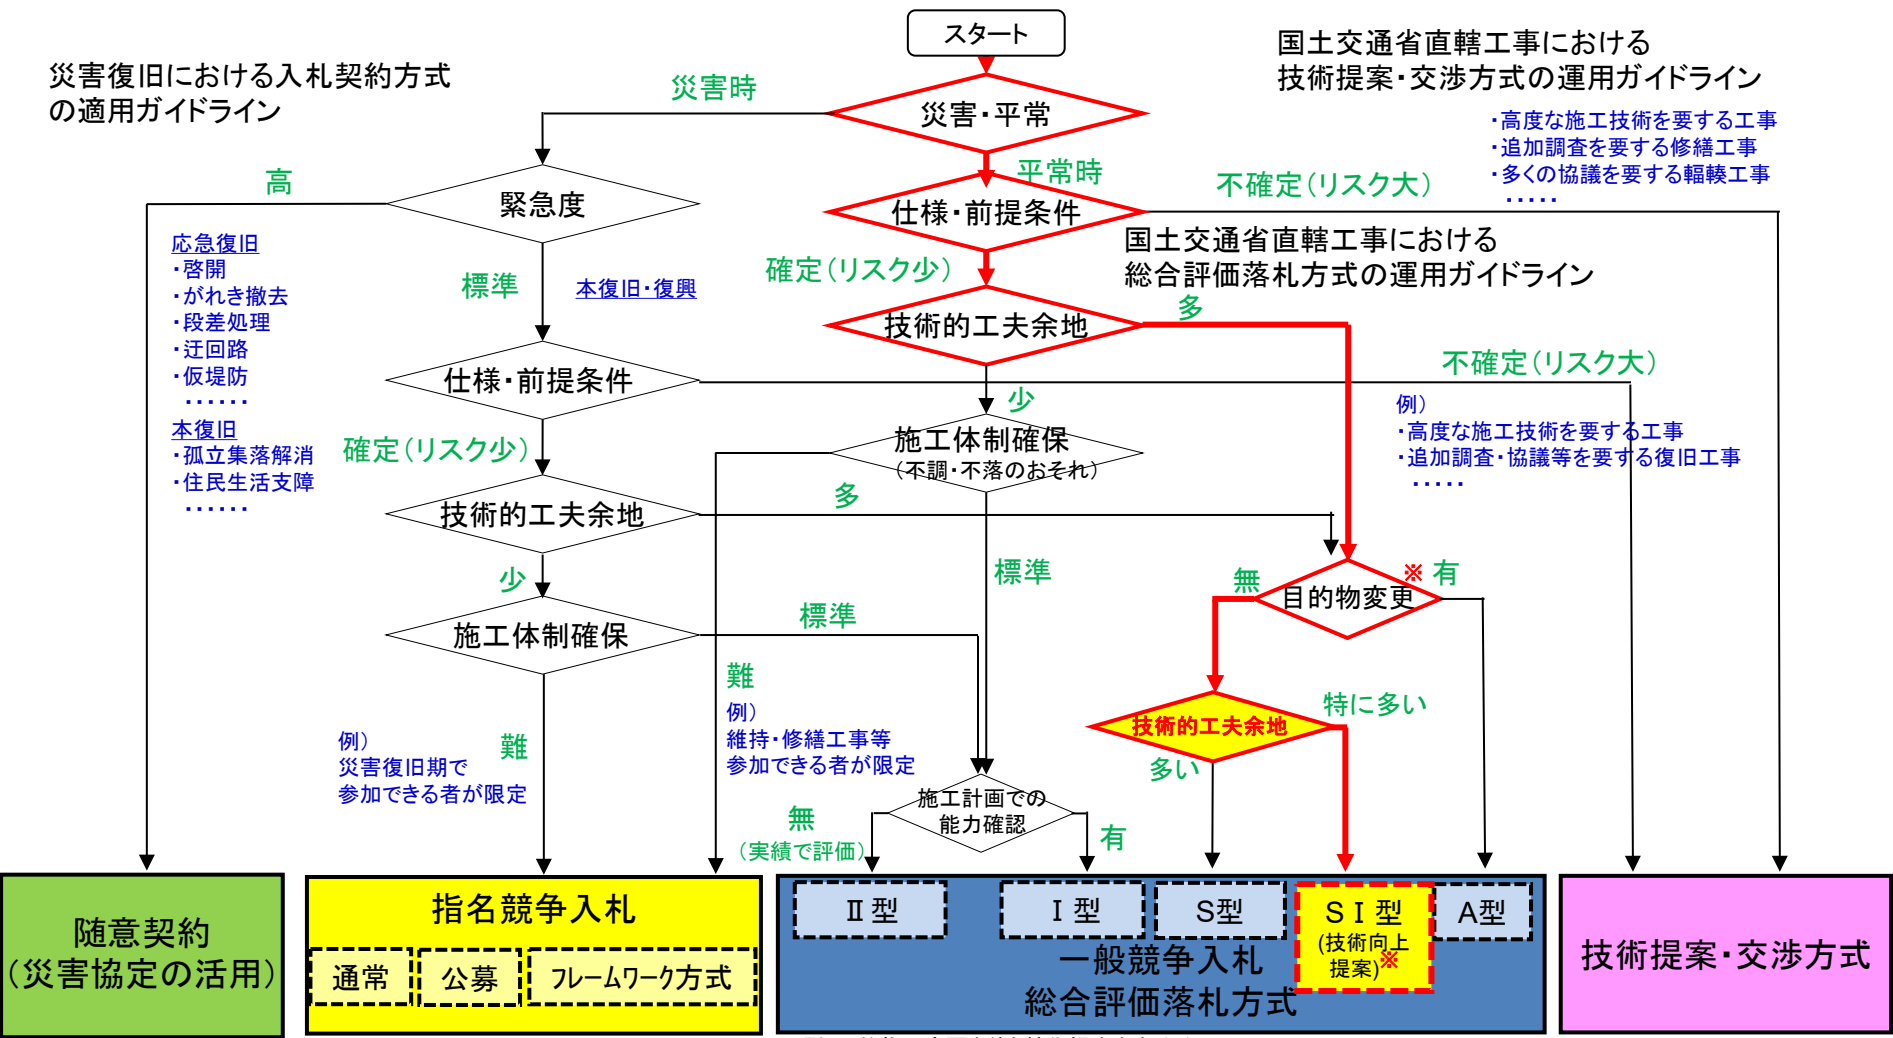 スタート
災害復旧における入札契約方式
の適用ガイドライン
国土交通省直轄工事における
技術提案・交渉方式の運用ガイドライン
・高度な施工技術を要する工事
・追加調査を要する修繕工事
・多くの協議を要する輻輳工事
・・・・・
災害時
災害・平常
平常時
高
緊急度
仕様・前提条件
不確定（リスク大）
国土交通省直轄工事における
総合評価落札方式の運用ガイドライン
応急復旧
・啓開
・がれき撤去
・段差処理
・迂回路
・仮堤防
・・・・・・
本復旧
・孤立集落解消
・住民生活支障
・・・・・・
標準
本復旧・復興
確定（リスク少）
技術的工夫余地
多
仕様・前提条件
不確定（リスク大）
例）
・高度な施工技術を要する工事
・追加調査・協議等を要する復旧工事
・・・・・
少
施工体制確保
（不調・不落のおそれ）
確定（リスク少）
技術的工夫余地
多
標準
少
施工体制確保
標準
無
目的物変更
※
有
難
例）
維持・修繕工事等
参加できる者が限定
例）
災害復旧期で
参加できる者が限定
難
技術的工夫余地
特に多い
多い
施工計画での
能力確認
無
（実績で評価）
有
随意契約
（災害協定の活用）
指名競争入札
通常
公募
フレームワーク方式
Ⅱ型
Ⅰ型
S型
SⅠ型
(技術向上
提案)※
A型
一般競争入札
総合評価落札方式
技術提案・交渉方式